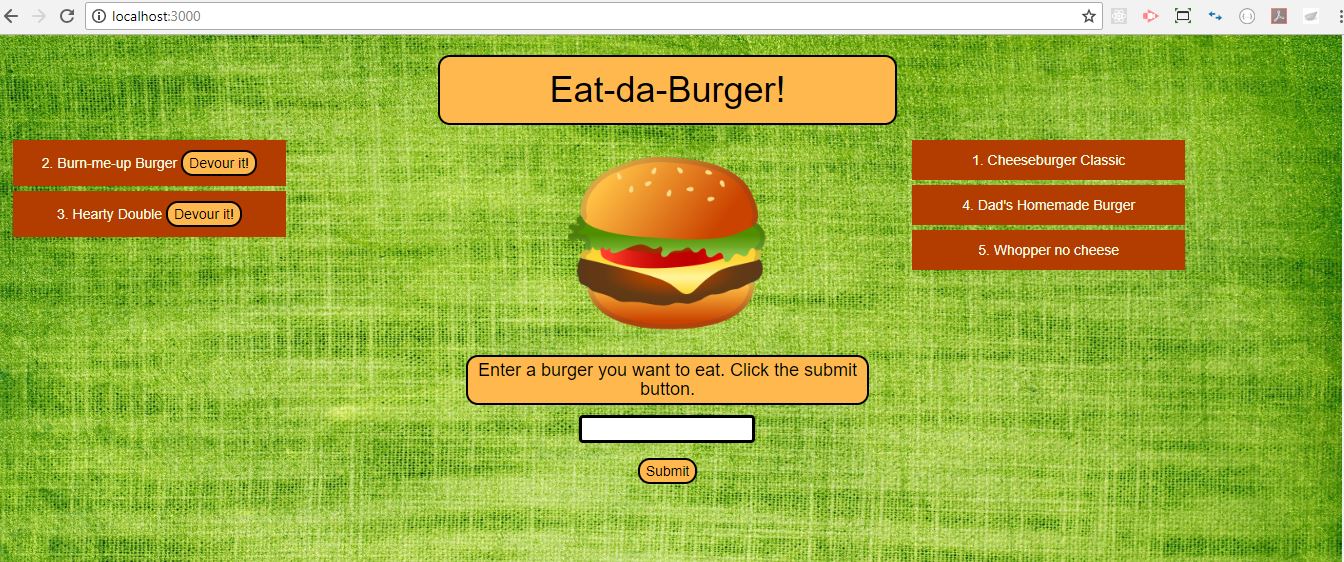 localhost:3000
Eat-da-Burger!
2. Burn-me-up Burger Devour it!
3. Hearty Double Devour it!
1. Cheeseburger Classic
4. Dad's Homemade Burger
5. Whopper no cheese
Enter a burger you want to eat. Click the submit
button.
Submit